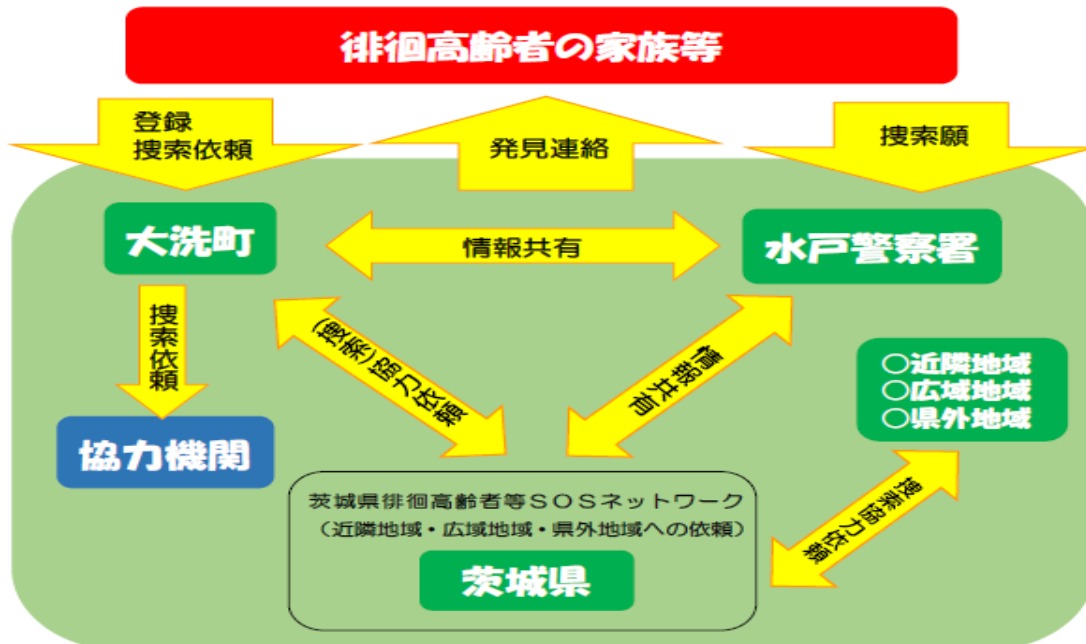 徘徊高齢者の家族等
登録
捜索依頼
発見連絡
捜索願
大洗町
情報共有
水戸警察署
捜索依頼
(捜索)協力依頼
情報共有
○近隣地域
○広域地域
○県外地域
協力機関
捜索協力依頼
茨城県徘徊高齢者等SOSネットワーク
（近隣地域・広域地域・県外地域への依頼）
茨城県